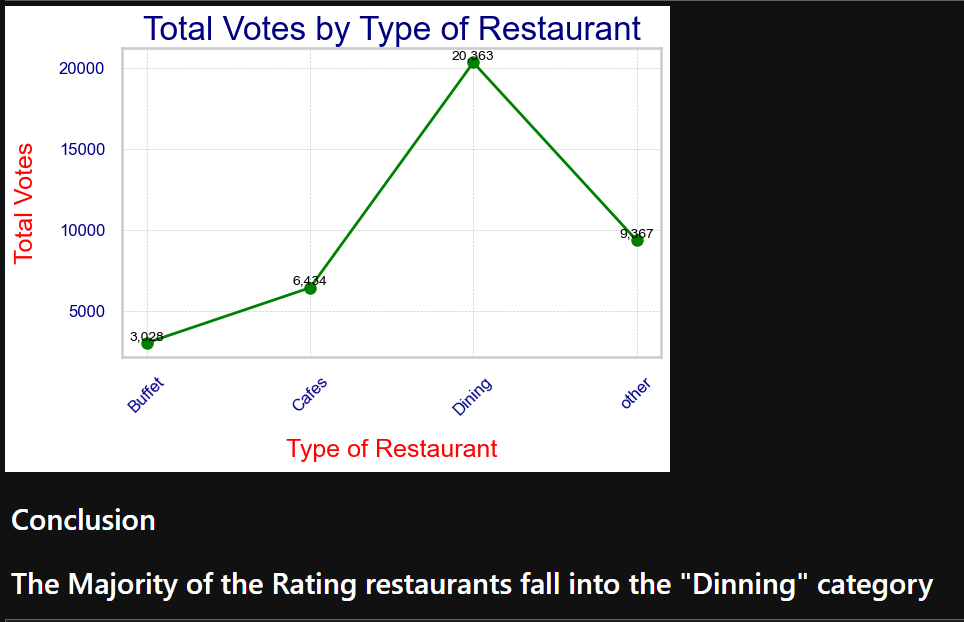 Total Votes by Type of Restaurant
20,363
20000
15000
Total Votes
10000
9,367
6,434
5000
3,028
Buffet
Cafes
Dining
other
Type of Restaurant
Conclusion
The Majority of the Rating restaurants fall into the "Dinning" category